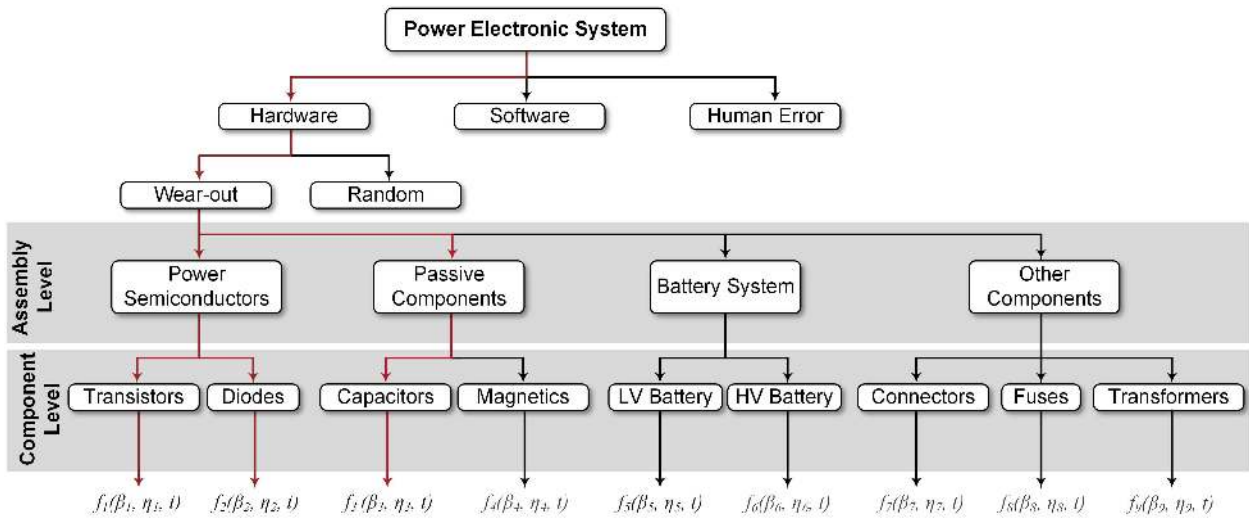 Power Electronic System
Hardware
Software
Human Error
Wear-out
Random
Assembly
Level
Power
Semiconductors
Passive
Components
Battery System
Other
Components
Component
Level
Transistors
Diodes
Capacitors
Magnetics
LV Battery
HV Battery
Connectors
Fuses
Transformers
f₁(β₁, η₁, t)
f₂(β₂, η₂, t)
f₃(β₃, η₃, t)
f₄(β₄, η₄, t)
f₅(β₅, η₅, t)
f₆(β₆, η₆, t)
f₇(β₇, η₇, t)
f₈(β₈, η₈, t)
f₉(β₉, η₉, t)